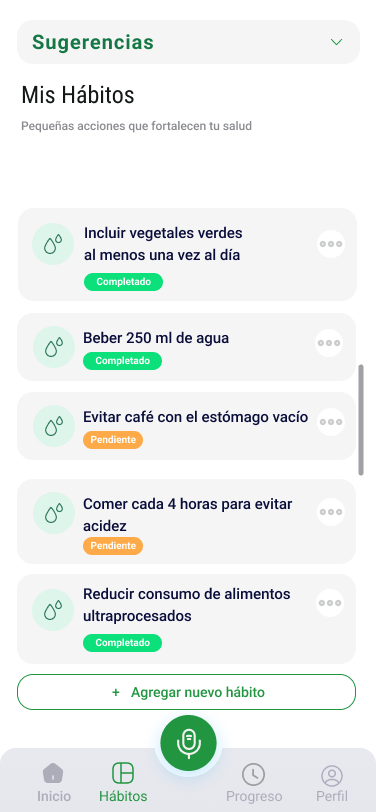 Sugerencias
Mis Hábitos
Pequeñas acciones que fortalecen tu salud
Incluir vegetales verdes
al menos una vez al día
Completado
Beber 250 ml de agua
Completado
Evitar café con el estómago vacío
Pendiente
Comer cada 4 horas para evitar
acidez
Pendiente
Reducir consumo de alimentos
ultraprocesados
Completado
+ Agregar nuevo hábito
Inicio
Hábitos
Progreso
Perfil